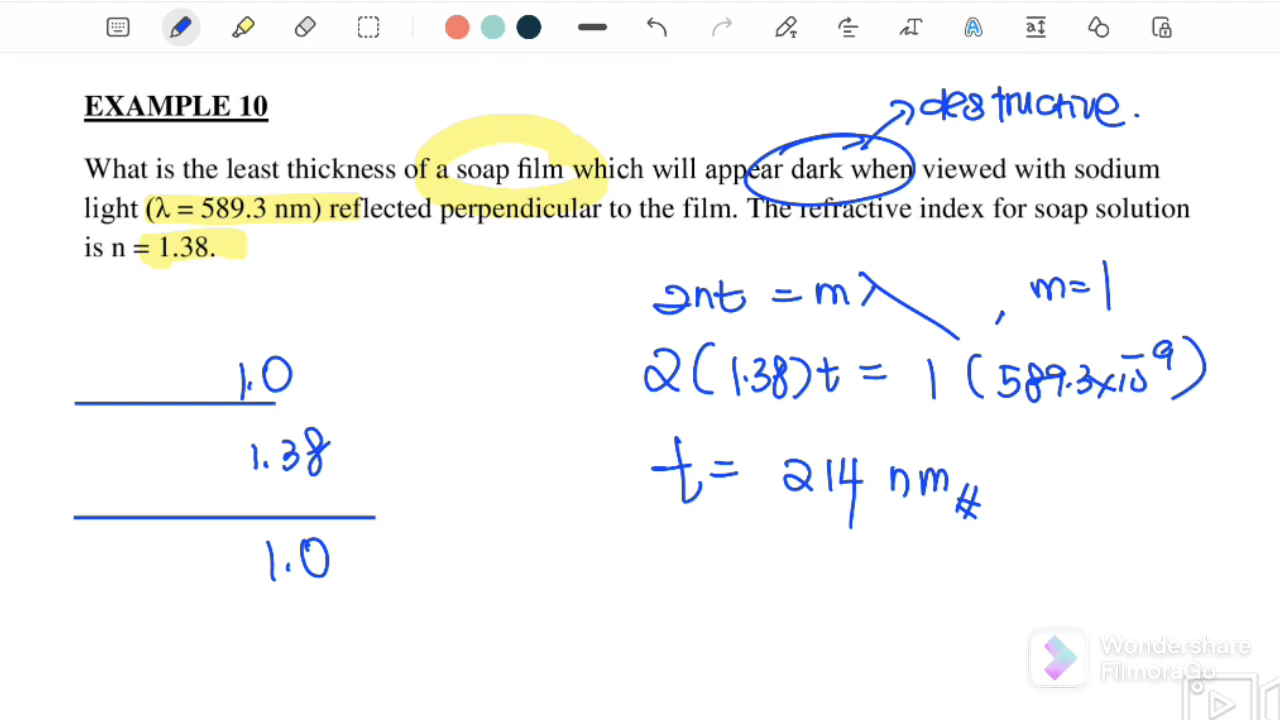 EXAMPLE 10
destructive.
What is the least thickness of a soap film which will appear dark when viewed with sodium
light (λ = 589.3 nm) reflected perpendicular to the film. The refractive index for soap solution
is n = 1.38.
2nt = mλ , m=1
2(1.38)t = 1 (589.3x10⁻⁹)
t = 214 nm #
1.0
1.38
1.0
Wondershare
FilmoraGo